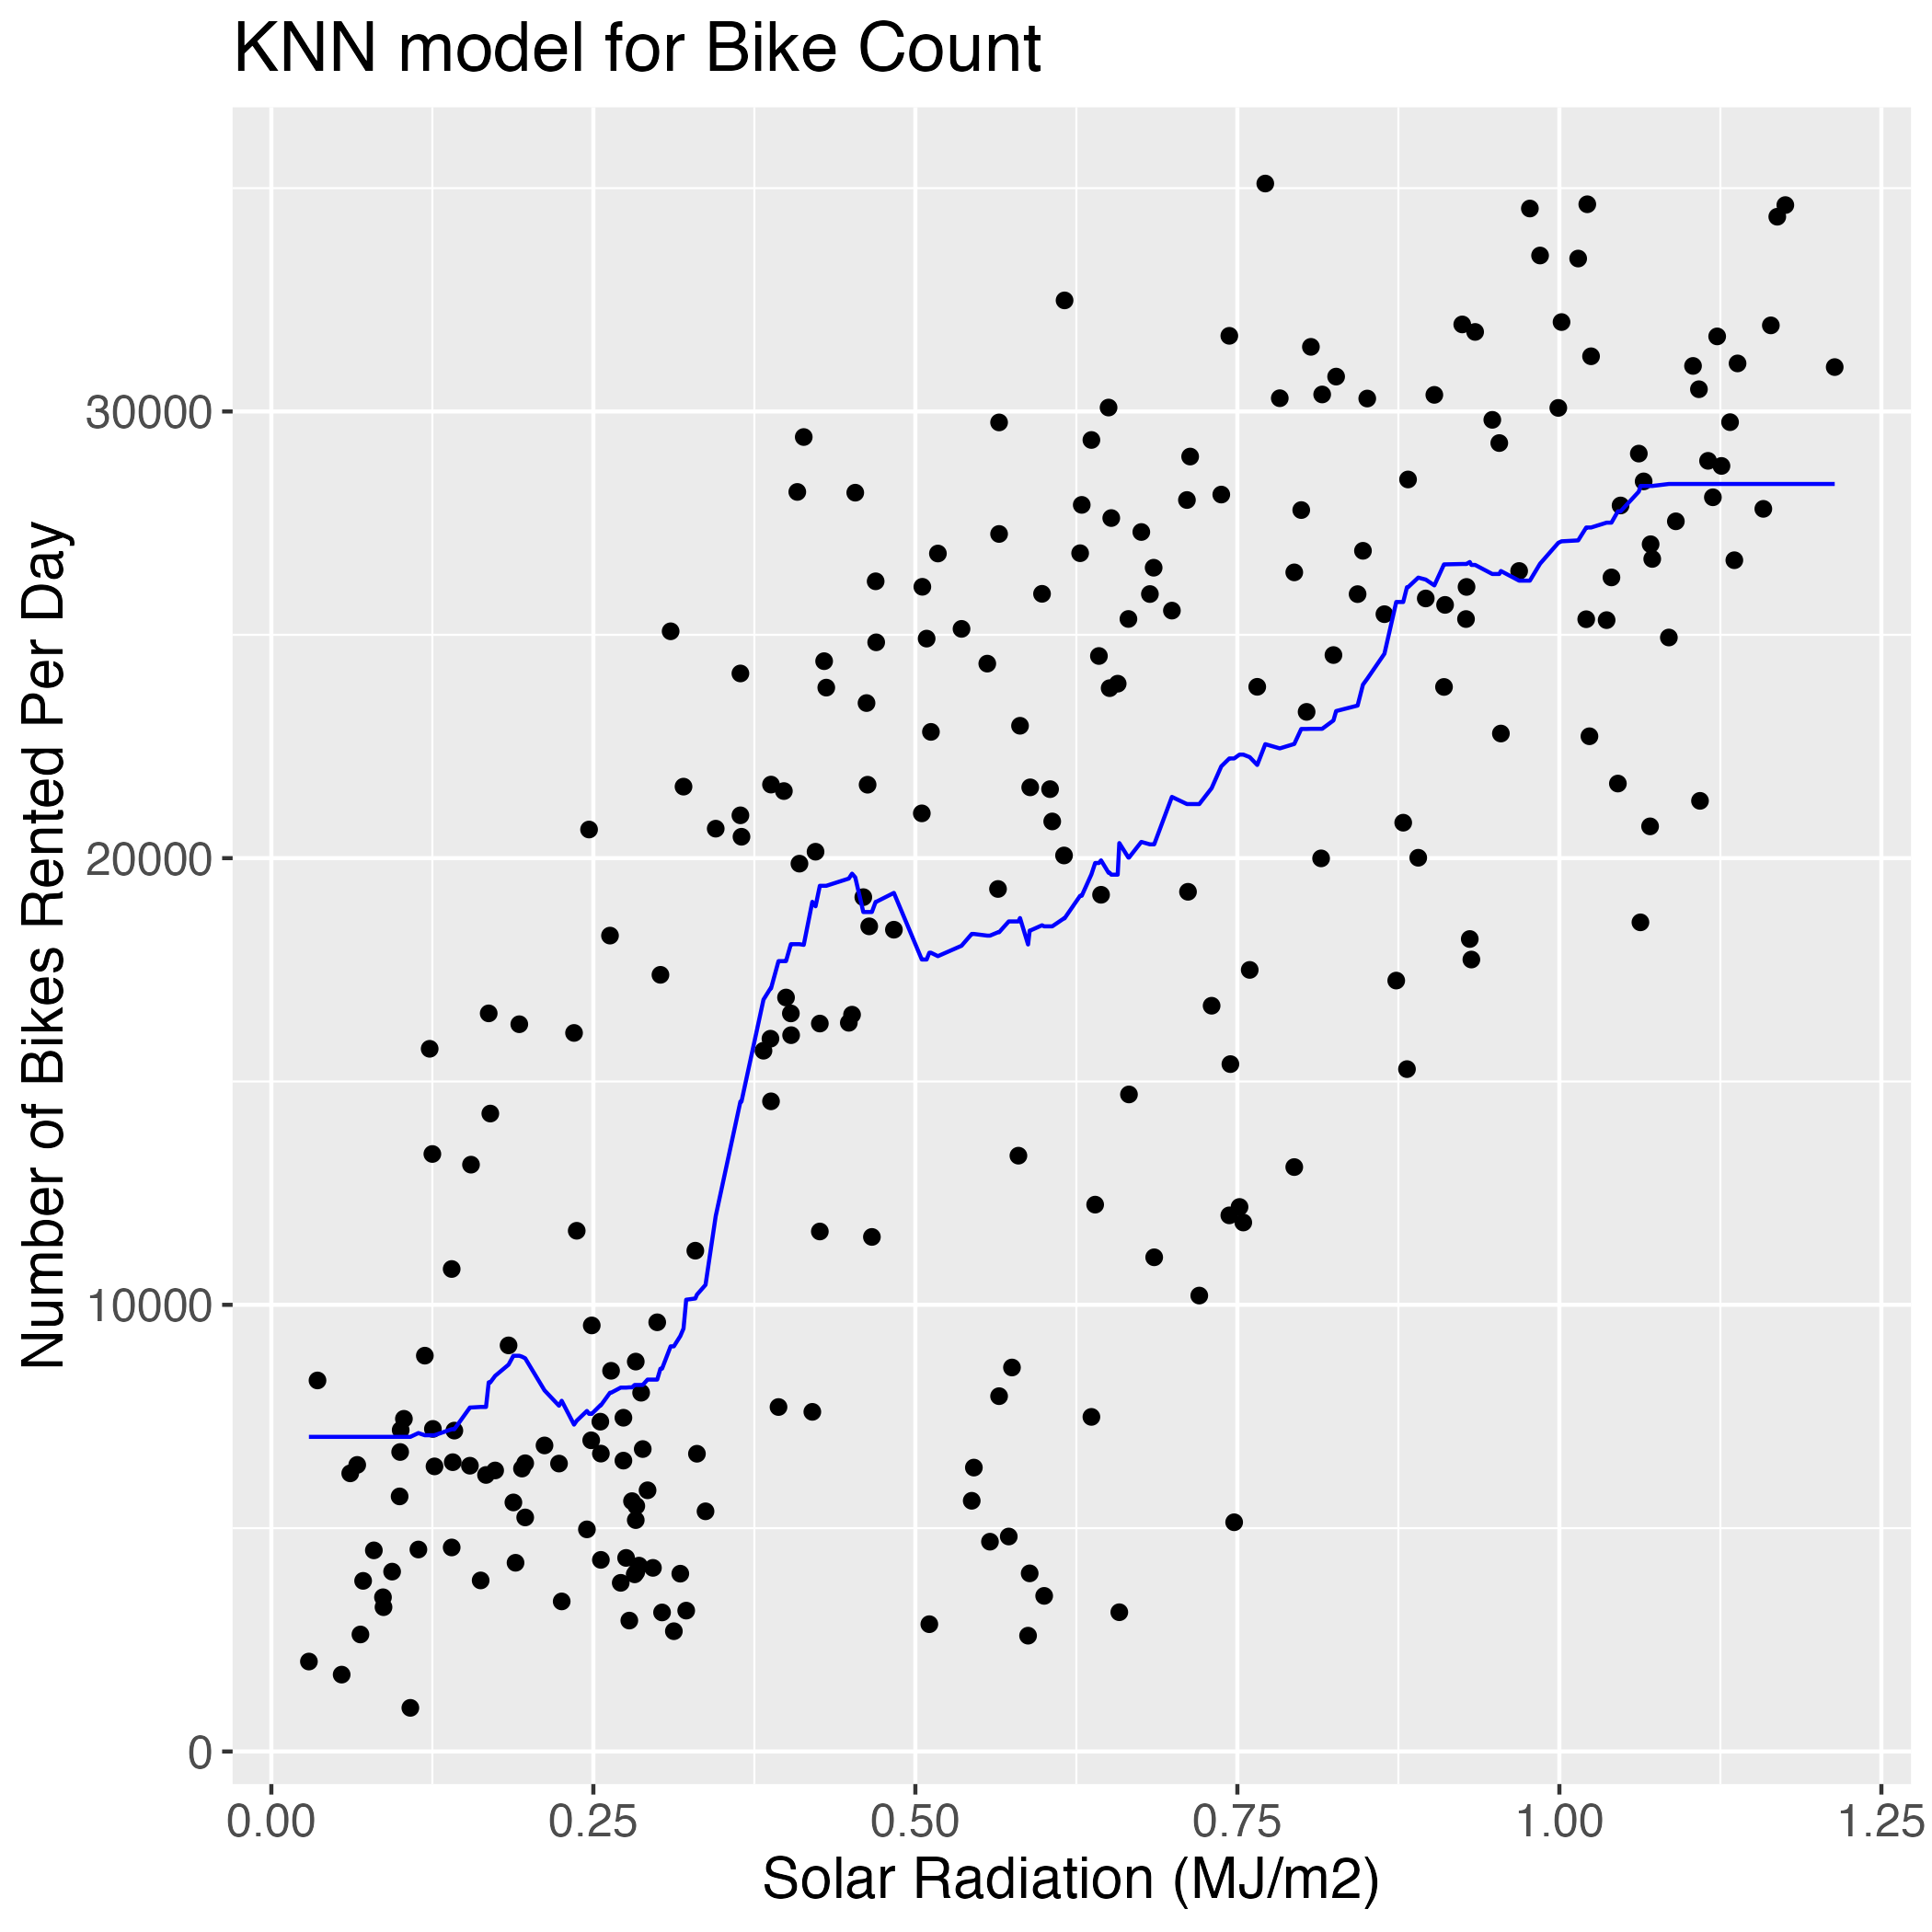 KNN model for Bike Count
Number of Bikes Rented Per Day
30000
20000
10000
0
0.00 0.25 0.50 0.75 1.00 1.25
Solar Radiation (MJ/m2)